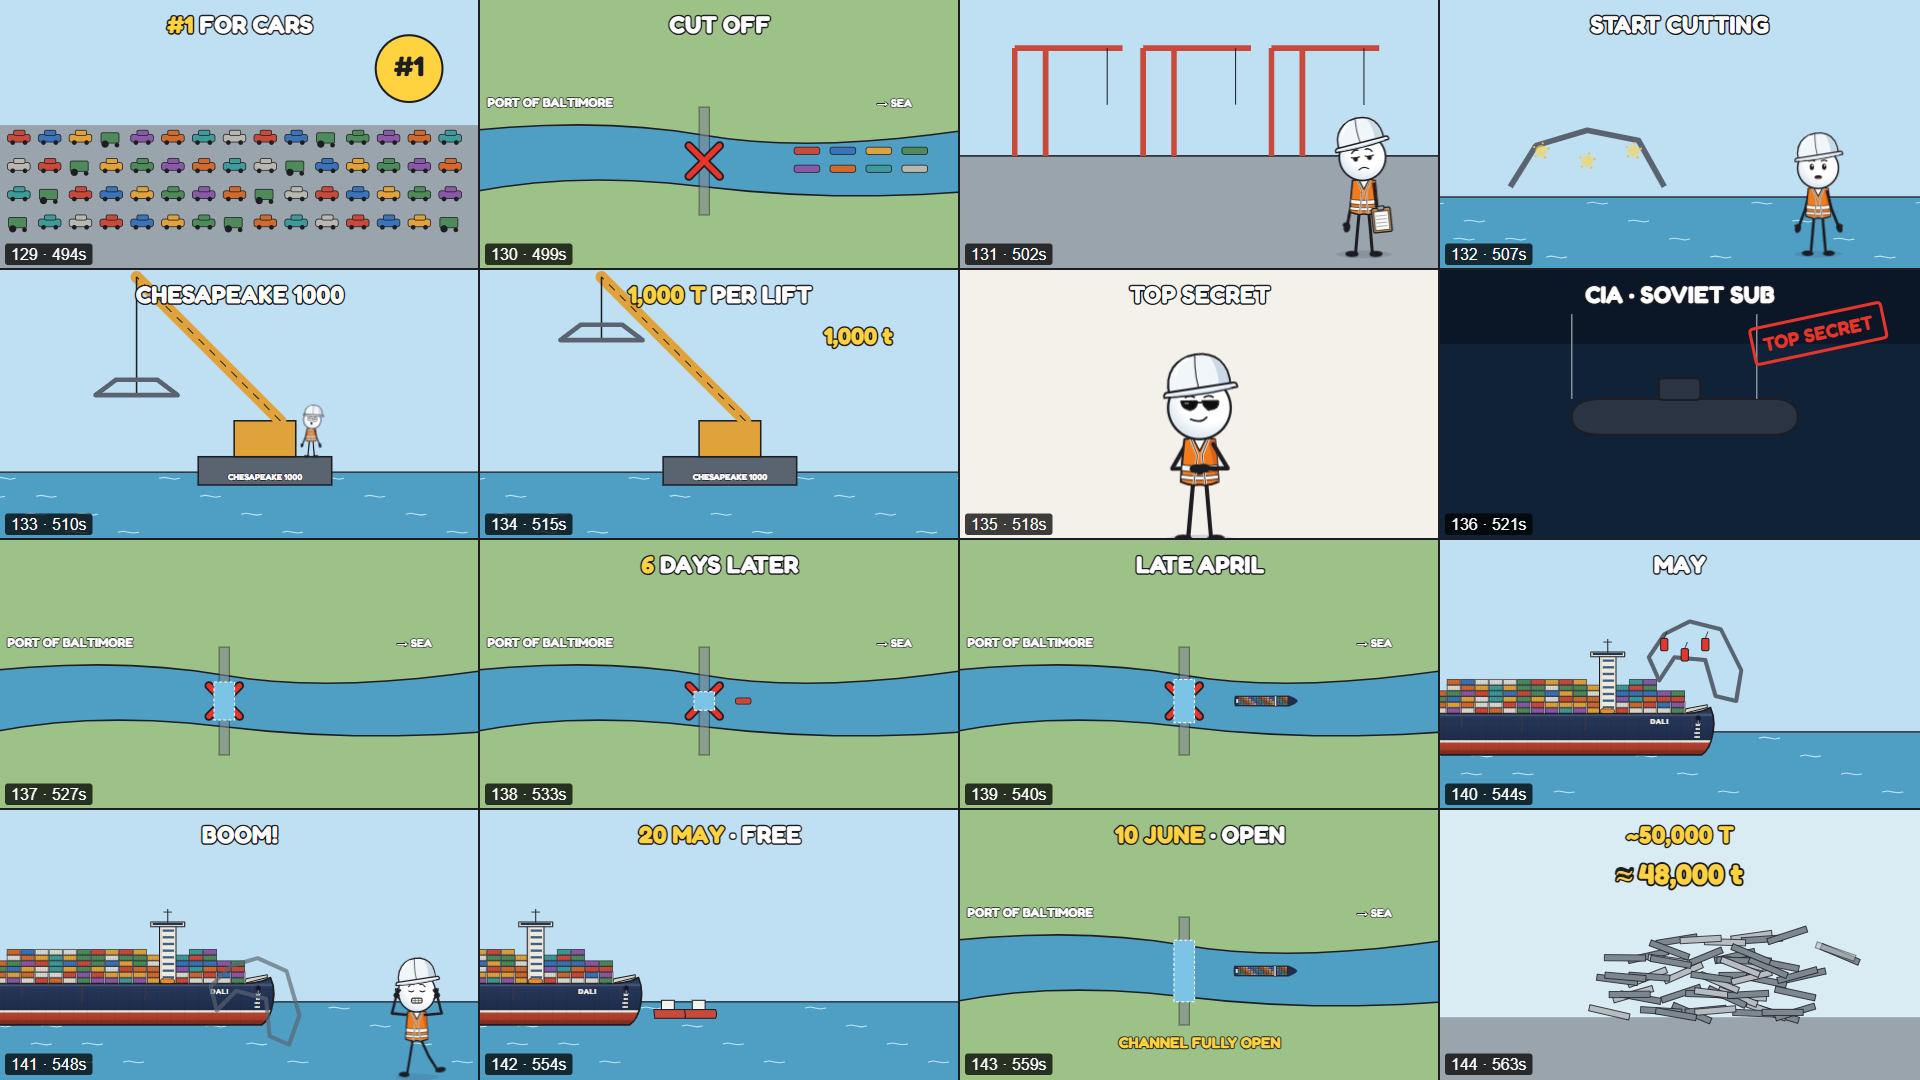 #1 FOR CARS
#1
129 · 494s
CUT OFF
PORT OF BALTIMORE
→ SEA
130 · 499s
131 · 502s
START CUTTING
132 · 507s
CHESAPEAKE 1000
CHESAPEAKE 1000
133 · 510s
1,000 T PER LIFT
1,000 t
CHESAPEAKE 1000
134 · 515s
TOP SECRET
135 · 518s
CIA · SOVIET SUB
TOP SECRET
136 · 521s
PORT OF BALTIMORE
→ SEA
137 · 527s
6 DAYS LATER
PORT OF BALTIMORE
→ SEA
138 · 533s
LATE APRIL
PORT OF BALTIMORE
→ SEA
139 · 540s
MAY
DALI
140 · 544s
BOOM!
DALI
141 · 548s
20 MAY · FREE
DALI
142 · 554s
10 JUNE · OPEN
PORT OF BALTIMORE
→ SEA
CHANNEL FULLY OPEN
143 · 559s
~50,000 T
≈ 48,000 t
144 · 563s